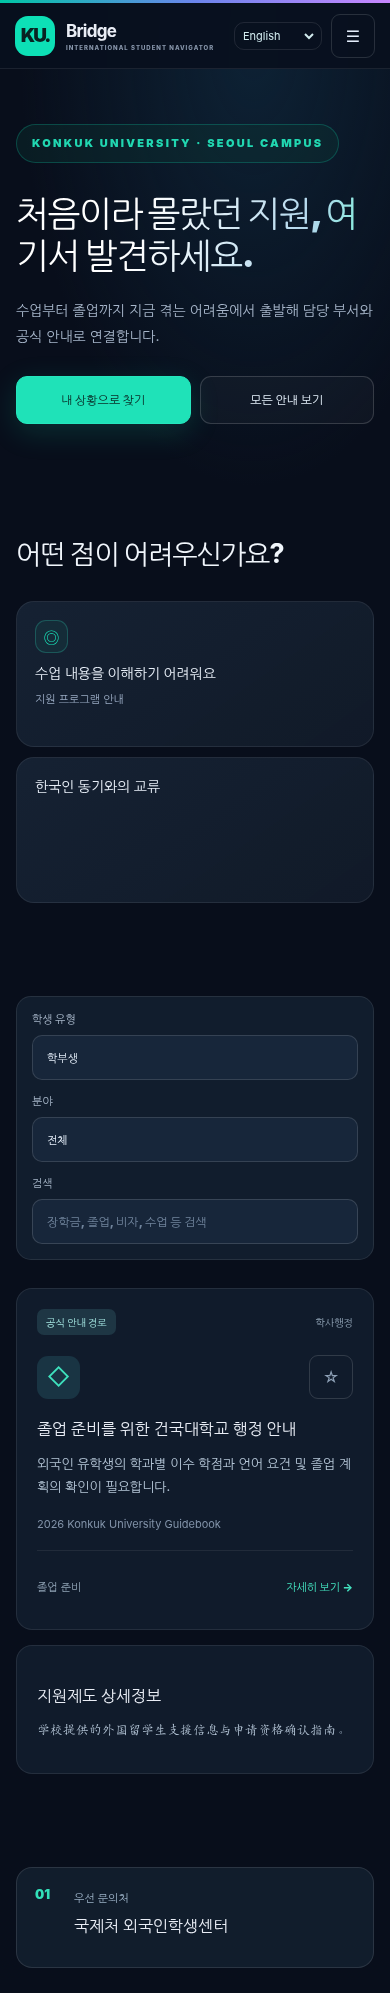 KU.
Bridge
INTERNATIONAL STUDENT NAVIGATOR
English
KONKUK UNIVERSITY · SEOUL CAMPUS
처음이라 몰랐던 지원, 여
기서 발견하세요.
수업부터 졸업까지 지금 겪는 어려움에서 출발해 담당 부서와
공식 안내로 연결합니다.
내 상황으로 찾기
모든 안내 보기
어떤 점이 어려우신가요?
수업 내용을 이해하기 어려워요
지원 프로그램 안내
한국인 동기와의 교류
학생 유형
학부생
분야
전체
검색
장학금, 졸업, 비자, 수업 등 검색
공식 안내 경로
학사행정
졸업 준비를 위한 건국대학교 행정 안내
외국인 유학생의 학과별 이수 학점과 언어 요건 및 졸업 계
획의 확인이 필요합니다.
2026 Konkuk University Guidebook
졸업 준비
자세히 보기 →
지원제도 상세정보
学校提供的外国留学生支援信息与申请资格确认指南。
01
우선 문의처
국제처 외국인학생센터